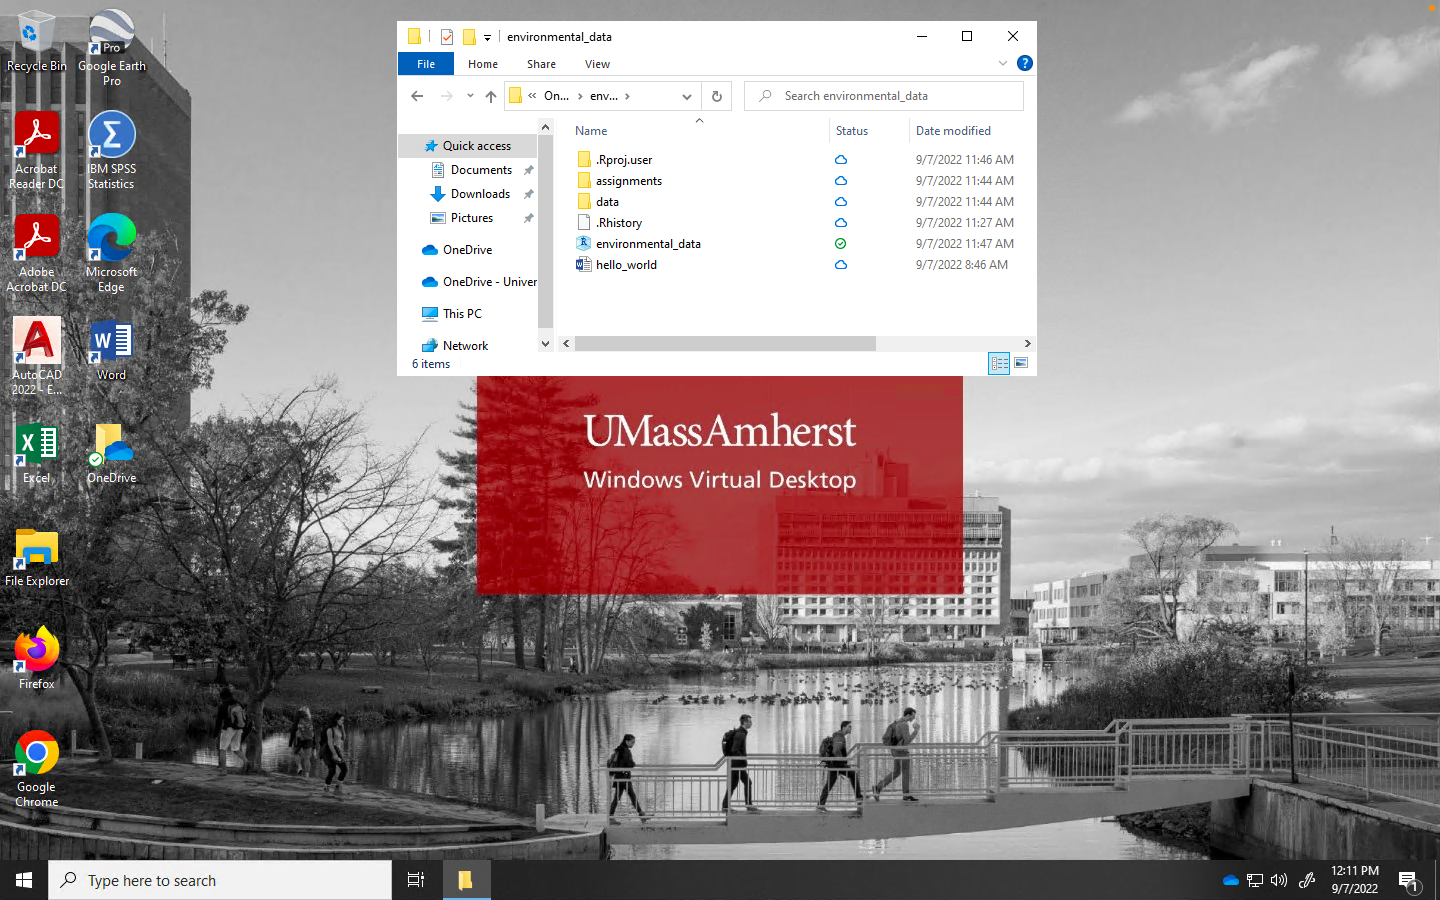 Recycle Bin
Pro
Google Earth
Pro
Acrobat
Reader DC
IBM SPSS
Statistics
Adobe
Acrobat DC
Microsoft
Edge
AutoCAD
2022 - E...
Word
Excel
OneDrive
File Explorer
Firefox
Google
Chrome
environmental_data
File Home Share View
« On... › env... ›
Search environmental_data
Quick access
Documents
Downloads
Pictures
OneDrive
OneDrive - Univer
This PC
Network
Name Status Date modified
.Rproj.user 9/7/2022 11:46 AM
assignments 9/7/2022 11:44 AM
data 9/7/2022 11:44 AM
.Rhistory 9/7/2022 11:27 AM
environmental_data 9/7/2022 11:47 AM
hello_world 9/7/2022 8:46 AM
6 items
UMassAmherst
Windows Virtual Desktop
Type here to search
12:11 PM
9/7/2022
1